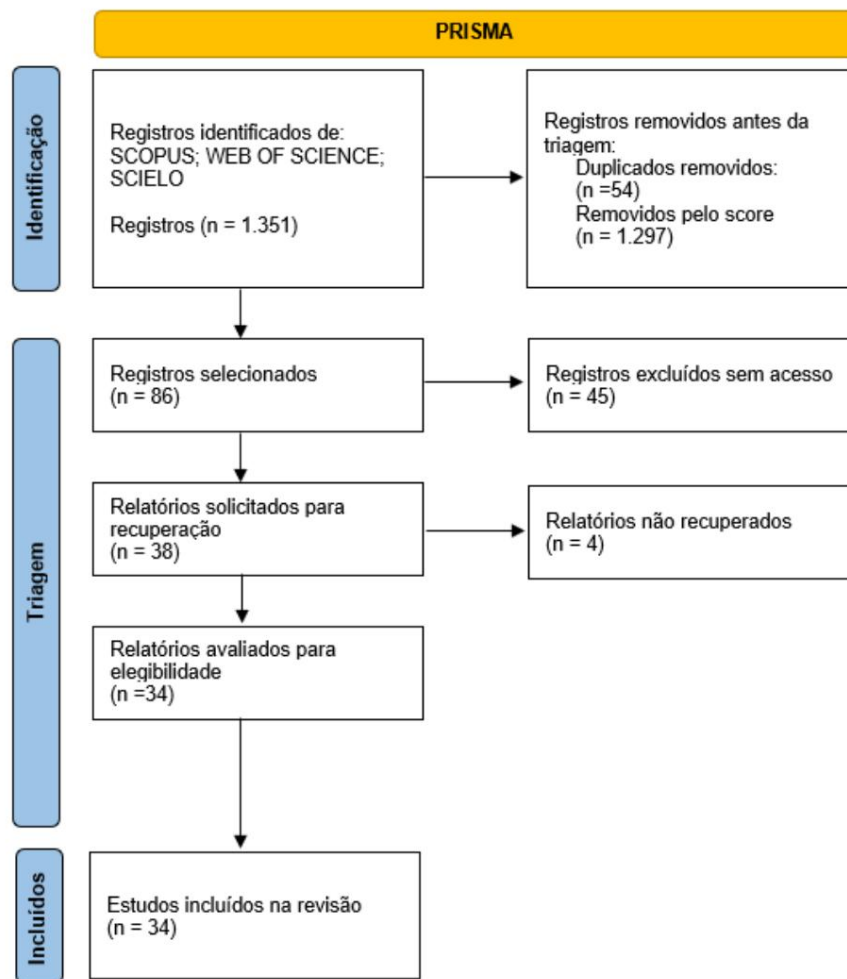 PRISMA
Identificação
Registros identificados de:
SCOPUS; WEB OF SCIENCE;
SCIELO
Registros (n = 1.351)
Registros removidos antes da
triagem:
Duplicados removidos:
(n =54)
Removidos pelo score
(n = 1.297)
Triagem
Registros selecionados
(n = 86)
Registros excluídos sem acesso
(n = 45)
Relatórios solicitados para
recuperação
(n = 38)
Relatórios não recuperados
(n = 4)
Relatórios avaliados para
elegibilidade
(n =34)
Incluídos
Estudos incluídos na revisão
(n = 34)